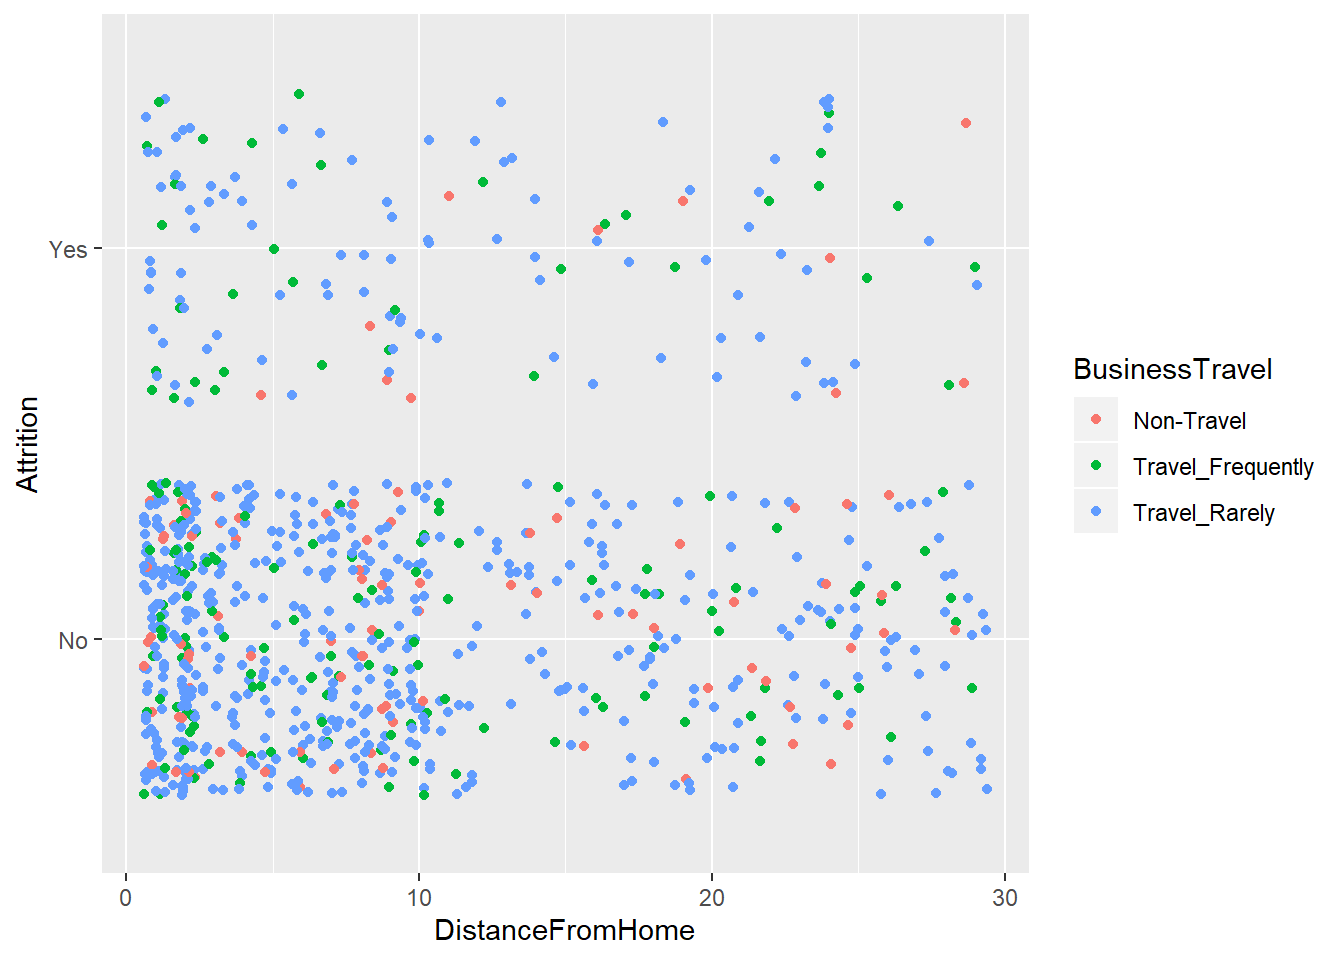 Yes
No
Attrition
0
10
20
30
DistanceFromHome
BusinessTravel
Non-Travel
Travel_Frequently
Travel_Rarely